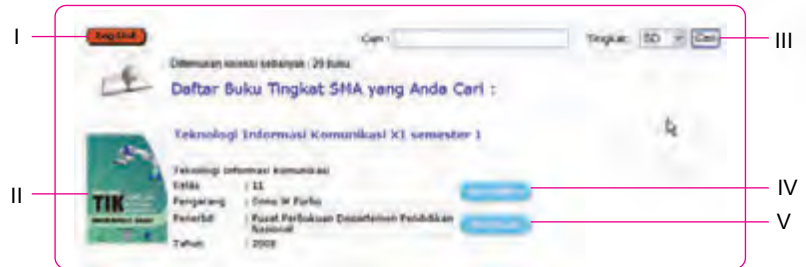 I
Log Out
Cari :
Tingkat: SD Cari
III
Ditemukan koleksi sebanyak : 29 buku
Daftar Buku Tingkat SMA yang Anda Cari :
Teknologi Informasi Komunikasi XI semester 1
Teknologi Informasi Komunikasi
Kelas : 11
IV
II
TIK
Pengarang :
Penerbit : Pusat Perbukuan Departemen Pendidikan
Nasional
V
Tahun : 2008